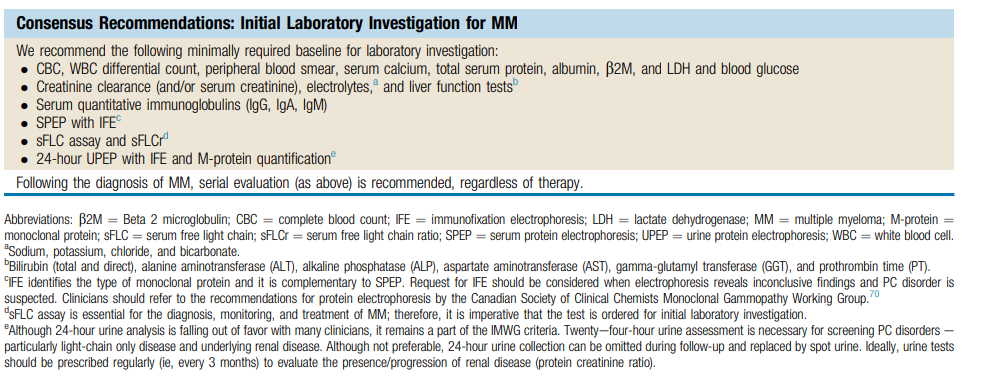 Consensus Recommendations: Initial Laboratory Investigation for MM
We recommend the following minimally required baseline for laboratory investigation:
● CBC, WBC differential count, peripheral blood smear, serum calcium, total serum protein, albumin, β2M, and LDH and blood glucose
● Creatinine clearance (and/or serum creatinine), electrolytes,a and liver function testsb
● Serum quantitative immunoglobulins (IgG, IgA, IgM)
● SPEP with IFEc
● sFLC assay and sFLCrd
● 24-hour UPEP with IFE and M-protein quantificatione
Following the diagnosis of MM, serial evaluation (as above) is recommended, regardless of therapy.
Abbreviations: β2M = Beta 2 microglobulin; CBC = complete blood count; IFE = immunofixation electrophoresis; LDH = lactate dehydrogenase; MM = multiple myeloma; M-protein =
monoclonal protein; sFLC = serum free light chain; sFLCr = serum free light chain ratio; SPEP = serum protein electrophoresis; UPEP = urine protein electrophoresis; WBC = white blood cell.
aSodium, potassium, chloride, and bicarbonate.
bBilirubin (total and direct), alanine aminotransferase (ALT), alkaline phosphatase (ALP), aspartate aminotransferase (AST), gamma-glutamyl transferase (GGT), and prothrombin time (PT).
cIFE identifies the type of monoclonal protein and it is complementary to SPEP. Request for IFE should be considered when electrophoresis reveals inconclusive findings and PC disorder is
suspected. Clinicians should refer to the recommendations for protein electrophoresis by the Canadian Society of Clinical Chemists Monoclonal Gammopathy Working Group.70
dsFLC assay is essential for the diagnosis, monitoring, and treatment of MM; therefore, it is imperative that the test is ordered for initial laboratory investigation.
eAlthough 24-hour urine analysis is falling out of favor with many clinicians, it remains a part of the IMWG criteria. Twenty—four-hour urine assessment is necessary for screening PC disorders —
particularly light-chain only disease and underlying renal disease. Although not preferable, 24-hour urine collection can be omitted during follow-up and replaced by spot urine. Ideally, urine tests
should be prescribed regularly (ie, every 3 months) to evaluate the presence/progression of renal disease (protein creatinine ratio).